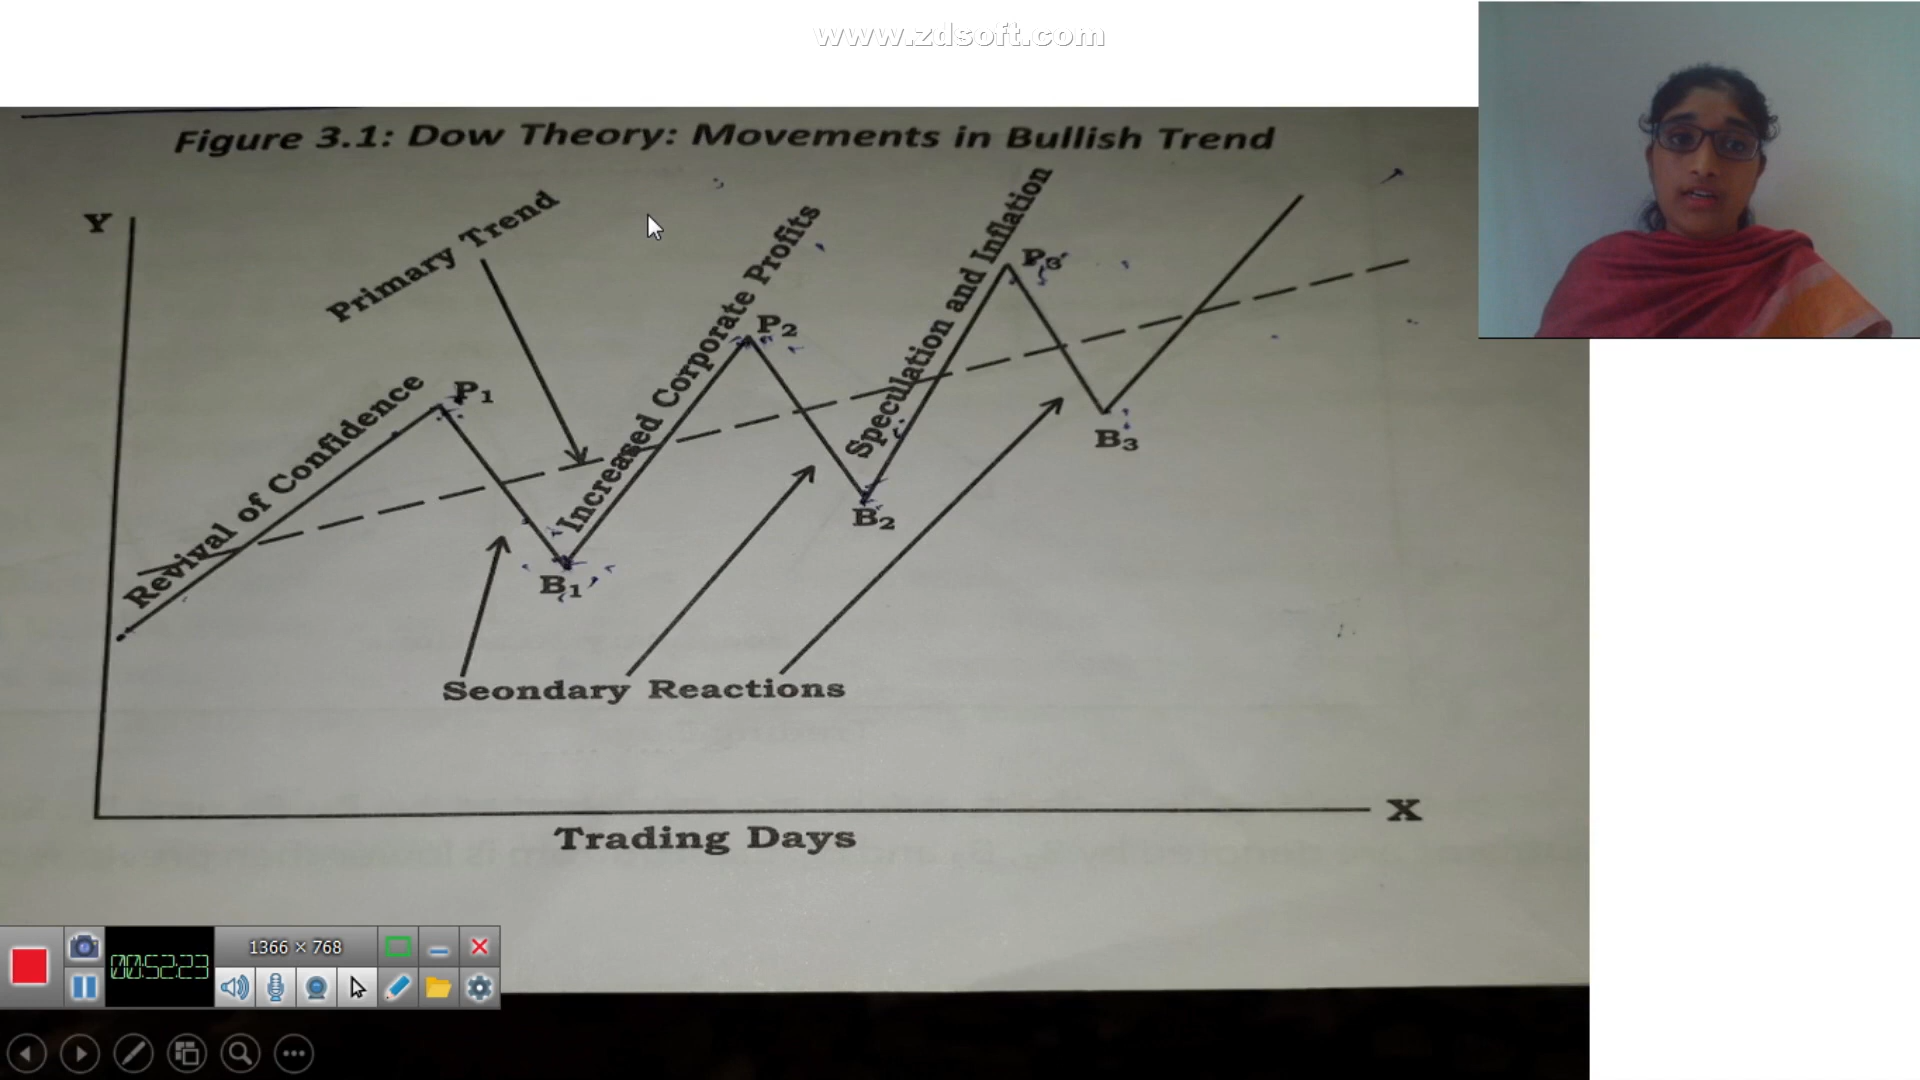 www.zdsoft.com
Figure 3.1: Dow Theory: Movements in Bullish Trend
Y
Primary Trend
Revival of Confidence
P1
Increased Corporate Profits
P2
Speculation and Inflation
P3
B1
B2
B3
Seondary Reactions
X
Trading Days
1366 × 768
00:52:23